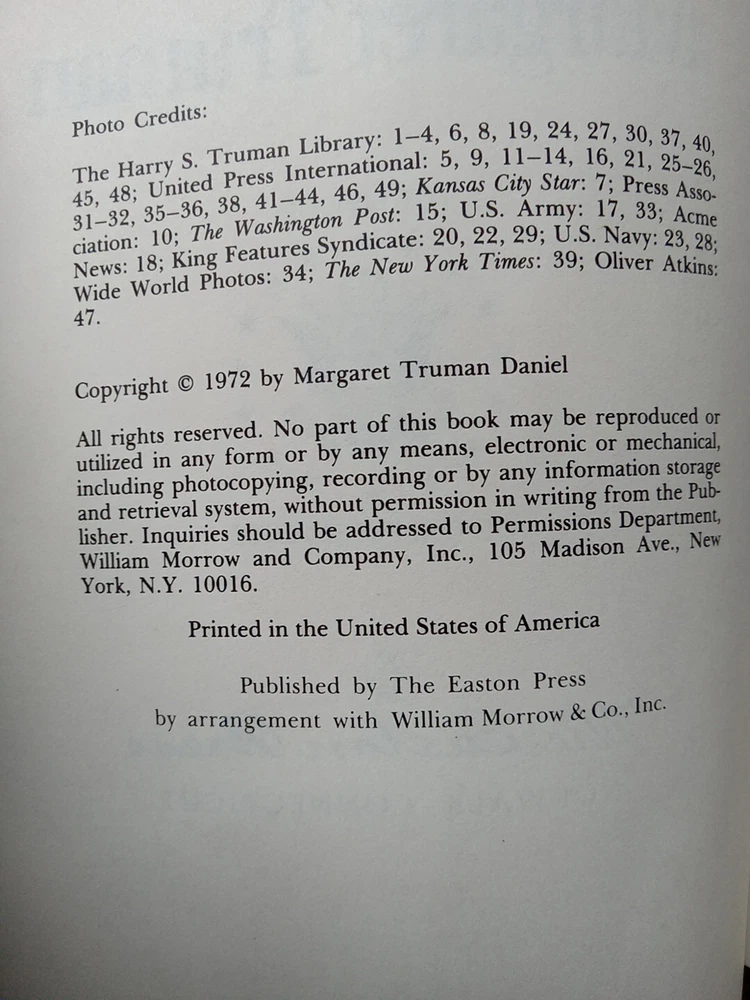 Photo Credits:
The Harry S. Truman Library: 1–4, 6, 8, 19, 24, 27, 30, 37, 40,
45, 48; United Press International: 5, 9, 11–14, 16, 21, 25–26,
31–32, 35–36, 38, 41–44, 46, 49; Kansas City Star: 7; Press Asso-
ciation: 10; The Washington Post: 15; U.S. Army: 17, 33; Acme
News: 18; King Features Syndicate: 20, 22, 29; U.S. Navy: 23, 28;
Wide World Photos: 34; The New York Times: 39; Oliver Atkins:
47.
Copyright © 1972 by Margaret Truman Daniel
All rights reserved. No part of this book may be reproduced or
utilized in any form or by any means, electronic or mechanical,
including photocopying, recording or by any information storage
and retrieval system, without permission in writing from the Pub-
lisher. Inquiries should be addressed to Permissions Department,
William Morrow and Company, Inc., 105 Madison Ave., New
York, N.Y. 10016.
Printed in the United States of America
Published by The Easton Press
by arrangement with William Morrow & Co., Inc.